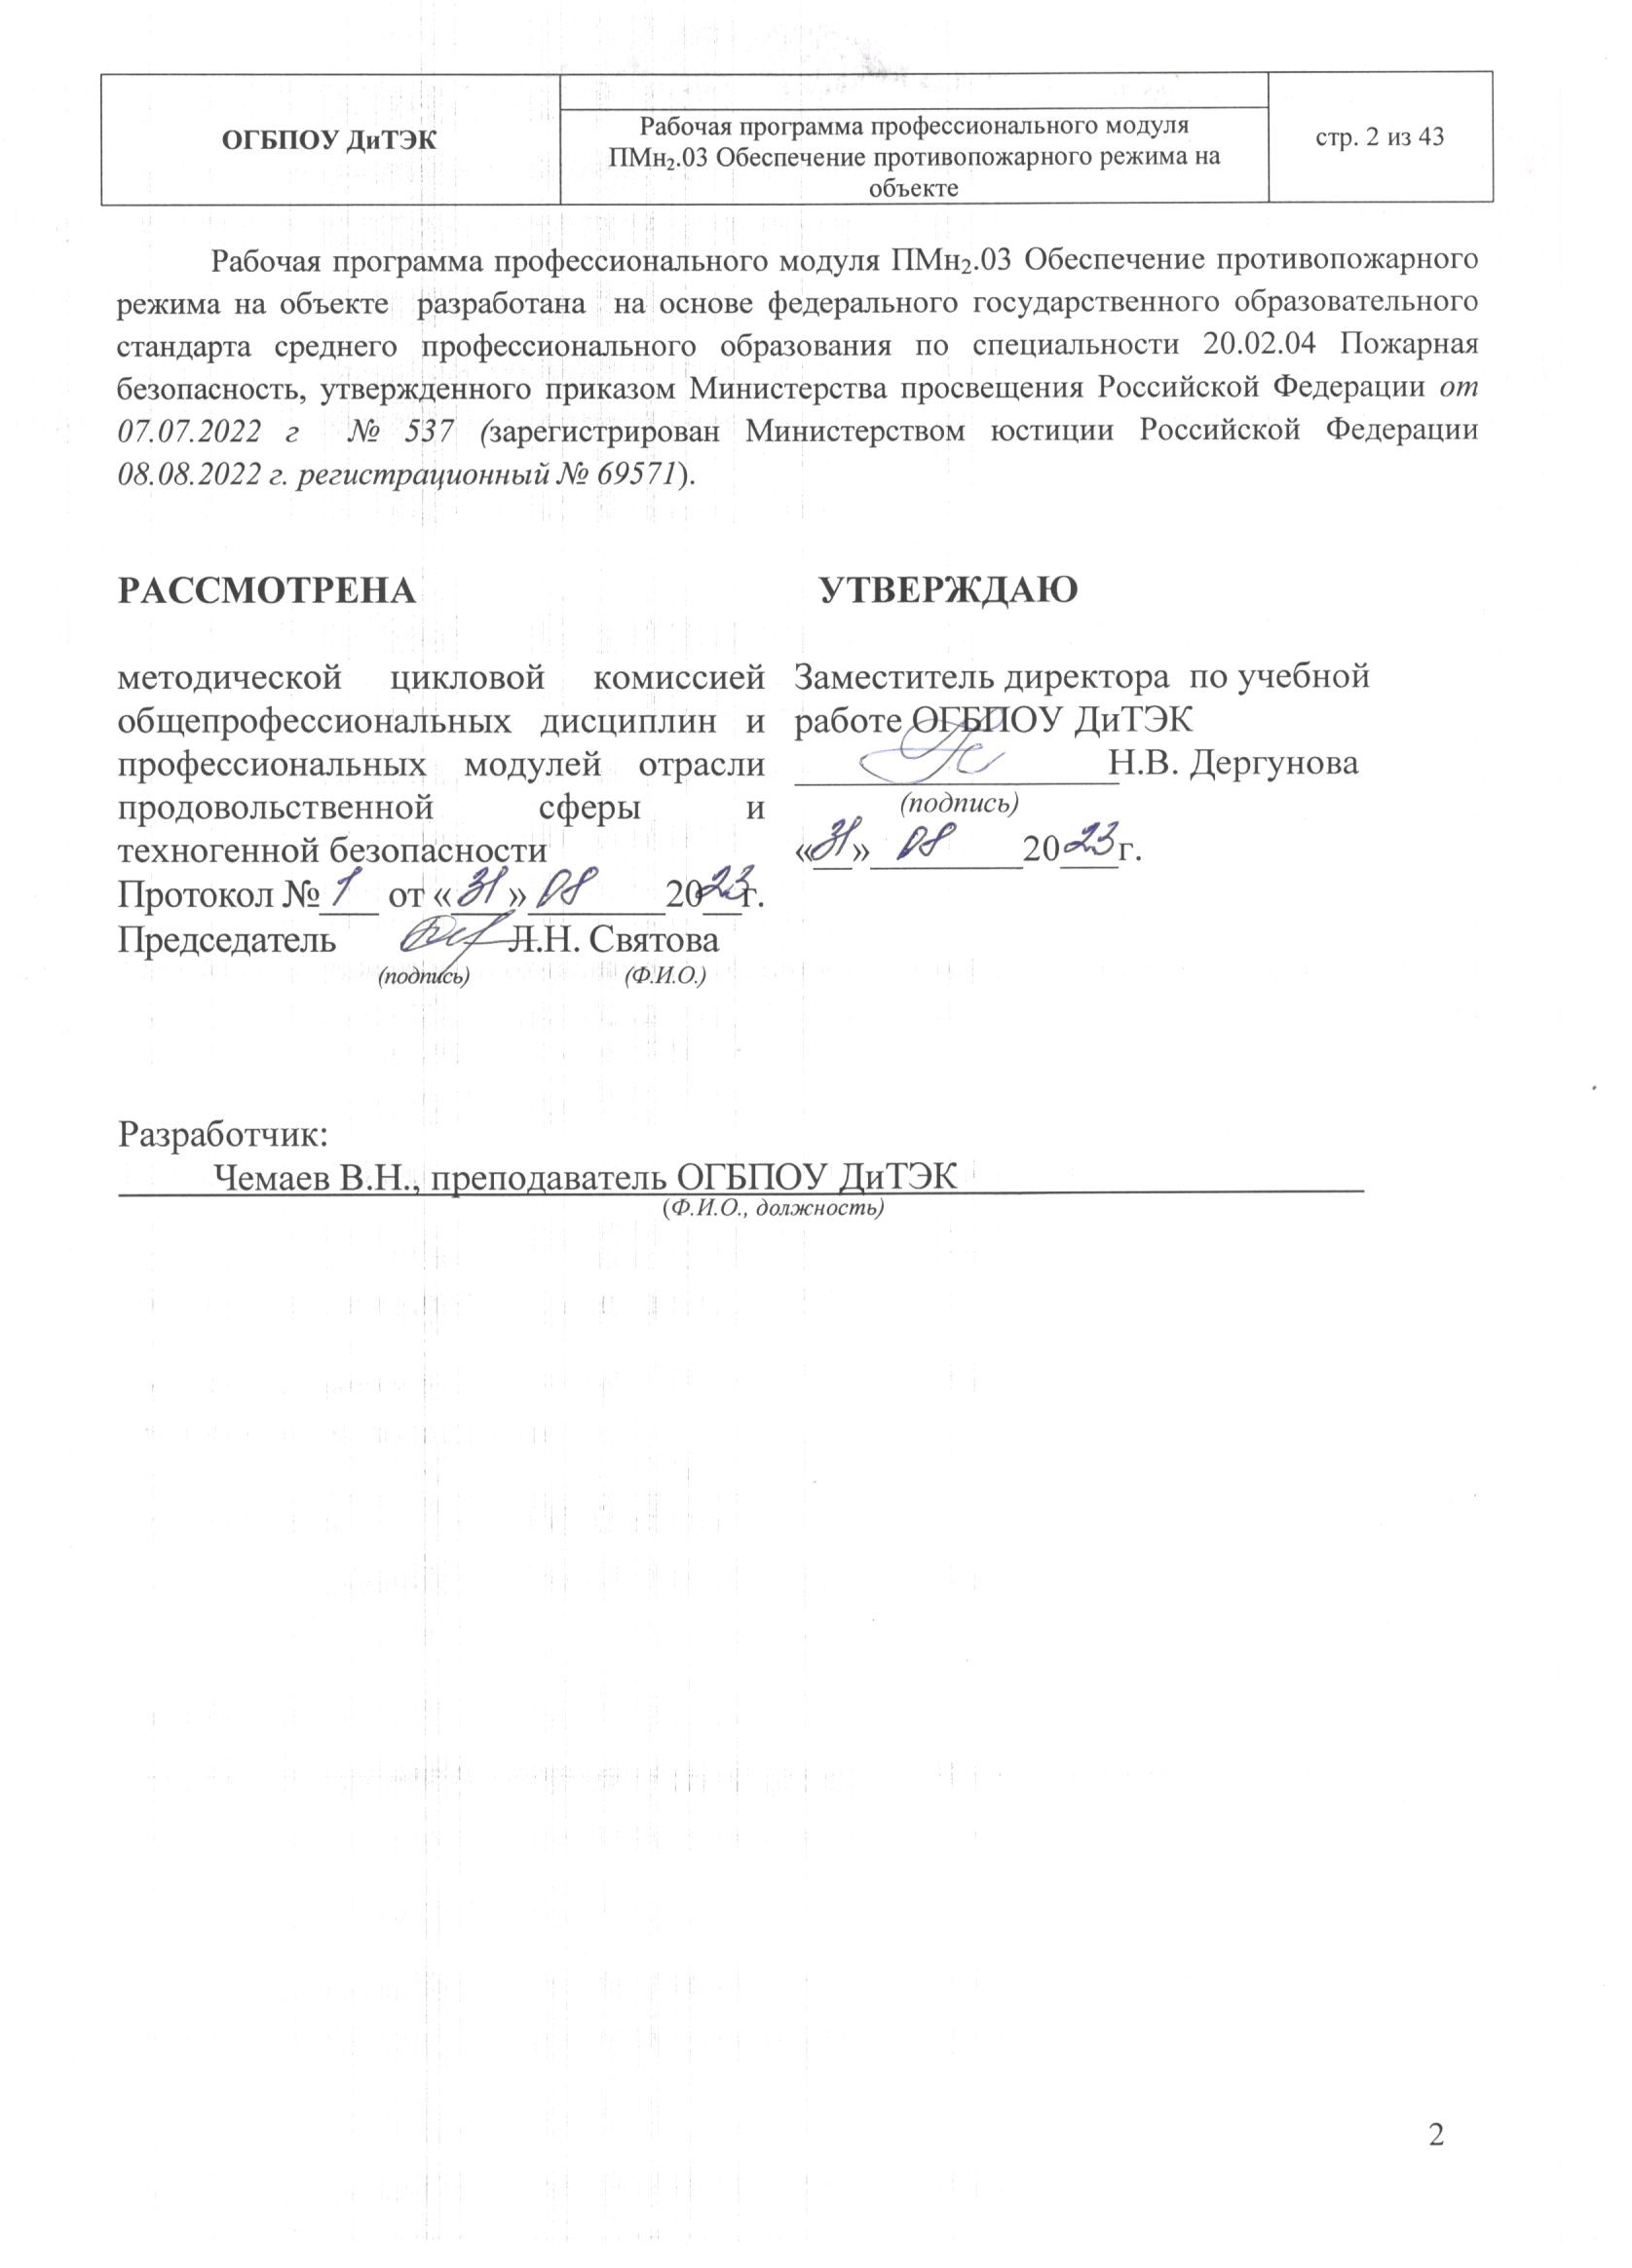 ОГБПОУ ДиТЭК
Рабочая программа профессионального модуля
ПМн₂.03 Обеспечение противопожарного режима на
объекте
стр. 2 из 43
Рабочая программа профессионального модуля ПМн₂.03 Обеспечение противопожарного
режима на объекте разработана на основе федерального государственного образовательного
стандарта среднего профессионального образования по специальности 20.02.04 Пожарная
безопасность, утвержденного приказом Министерства просвещения Российской Федерации от
07.07.2022 г № 537 (зарегистрирован Министерством юстиции Российской Федерации
08.08.2022 г. регистрационный № 69571).
РАССМОТРЕНА
методической цикловой комиссией
общепрофессиональных дисциплин и
профессиональных модулей отрасли
продовольственной сферы и
техногенной безопасности
Протокол № 1 от «31» 08 2023г.
Председатель Л.Н. Святова
(подпись) (Ф.И.О.)
УТВЕРЖДАЮ
Заместитель директора по учебной
работе ОГБПОУ ДиТЭК
Н.В. Дергунова
(подпись)
«31» 08 2023г.
Разработчик:
Чемаев В.Н., преподаватель ОГБПОУ ДиТЭК
(Ф.И.О., должность)
2